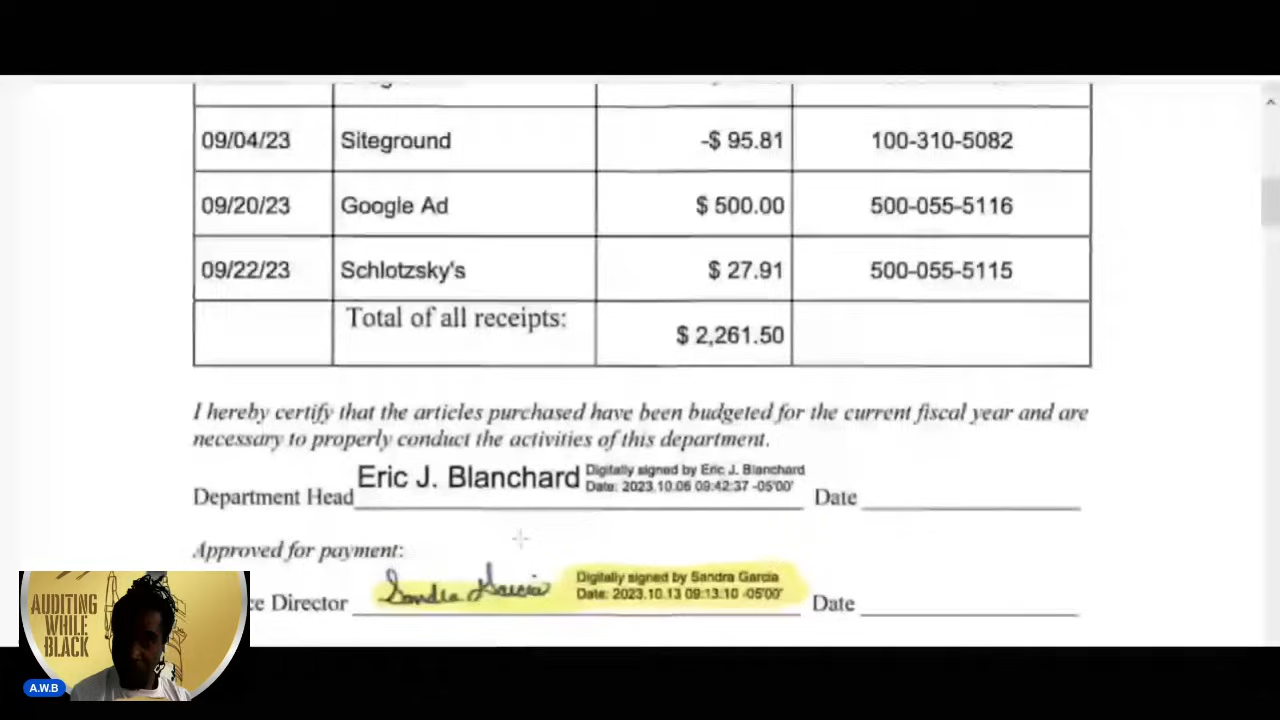 09/04/23 Siteground -$ 95.81 100-310-5082
09/20/23 Google Ad $ 500.00 500-055-5116
09/22/23 Schlotzsky's $ 27.91 500-055-5115
Total of all receipts: $ 2,261.50
I hereby certify that the articles purchased have been budgeted for the current fiscal year and are
necessary to properly conduct the activities of this department.
Department Head Eric J. Blanchard Digitally signed by Eric J. Blanchard
Date: 2023.10.06 09:42:37 -05'00' Date
Approved for payment:
Director Sandra Garcia Digitally signed by Sandra Garcia
Date: 2023.10.13 09:13:10 -05'00' Date
AUDITING
WHILE
BLACK
A.W.B